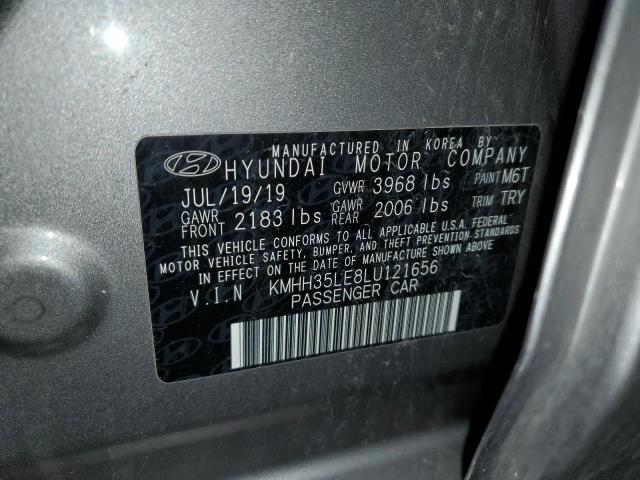 MANUFACTURED IN KOREA BY
HYUNDAI MOTOR COMPANY
JUL/19/19 GVWR 3968 lbs PAINT M6T
GAWR FRONT 2183 lbs GAWR REAR 2006 lbs TRIM TRY
THIS VEHICLE CONFORMS TO ALL APPLICABLE U.S.A. FEDERAL
MOTOR VEHICLE SAFETY, BUMPER, AND THEFT PREVENTION STANDARDS
IN EFFECT ON THE DATE OF MANUFACTURE SHOWN ABOVE
V.I.N KMHH35LE8LU121656
PASSENGER CAR